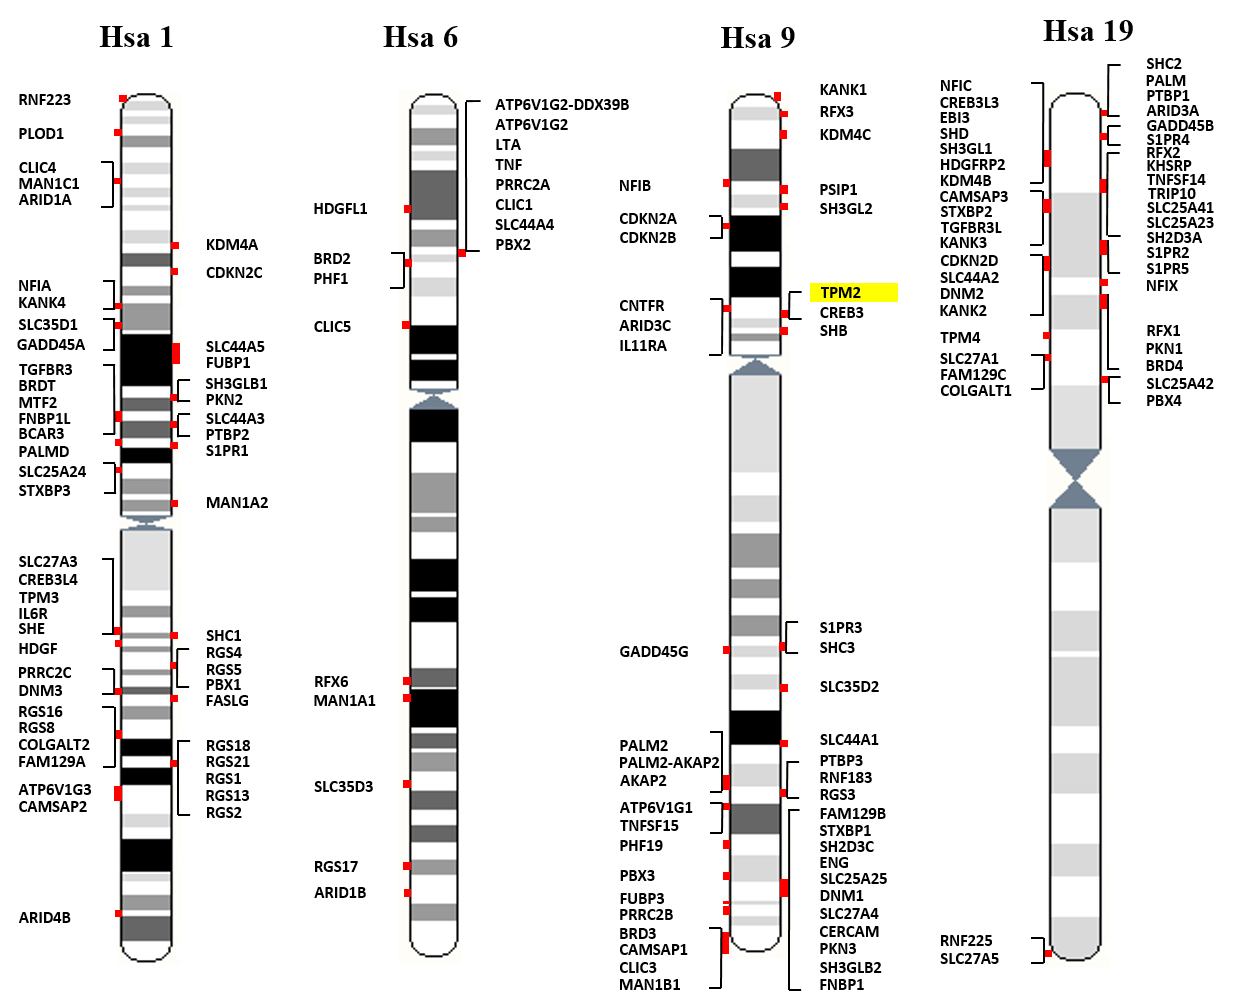 Hsa 1
RNF223
PLOD1
CLIC4
MAN1C1
ARID1A
KDM4A
CDKN2C
NFIA
KANK4
SLC35D1
GADD45A
SLC44A5
FUBP1
TGFBR3
BRDT
MTF2
FNBP1L
BCAR3
SH3GLB1
PKN2
SLC44A3
PTBP2
PALMD
S1PR1
SLC25A24
STXBP3
MAN1A2
SLC27A3
CREB3L4
TPM3
IL6R
SHE
HDGF
SHC1
RGS4
RGS5
PBX1
PRRC2C
DNM3
FASLG
RGS16
RGS8
COLGALT2
FAM129A
RGS18
RGS21
RGS1
RGS13
RGS2
ATP6V1G3
CAMSAP2
ARID4B
Hsa 6
ATP6V1G2-DDX39B
ATP6V1G2
LTA
TNF
PRRC2A
CLIC1
SLC44A4
PBX2
HDGFL1
BRD2
PHF1
CLIC5
RFX6
MAN1A1
SLC35D3
RGS17
ARID1B
Hsa 9
KANK1
RFX3
KDM4C
NFIB
PSIP1
SH3GL2
CDKN2A
CDKN2B
TPM2
CREB3
SHB
CNTFR
ARID3C
IL11RA
S1PR3
SHC3
GADD45G
SLC35D2
SLC44A1
PALM2
PALM2-AKAP2
AKAP2
PTBP3
RNF183
RGS3
ATP6V1G1
TNFSF15
PHF19
PBX3
FUBP3
PRRC2B
BRD3
CAMSAP1
CLIC3
MAN1B1
FAM129B
STXBP1
SH2D3C
ENG
SLC25A25
DNM1
SLC27A4
CERCAM
PKN3
SH3GLB2
FNBP1
Hsa 19
NFIC
CREB3L3
EBI3
SHD
SH3GL1
HDGFRP2
KDM4B
CAMSAP3
STXBP2
TGFBR3L
KANK3
CDKN2D
SLC44A2
DNM2
KANK2
TPM4
SLC27A1
FAM129C
COLGALT1
SHC2
PALM
PTBP1
ARID3A
GADD45B
S1PR4
RFX2
KHSRP
TNFSF14
TRIP10
SLC25A41
SLC25A23
SH2D3A
S1PR2
S1PR5
NFIX
RFX1
PKN1
BRD4
SLC25A42
PBX4
RNF225
SLC27A5